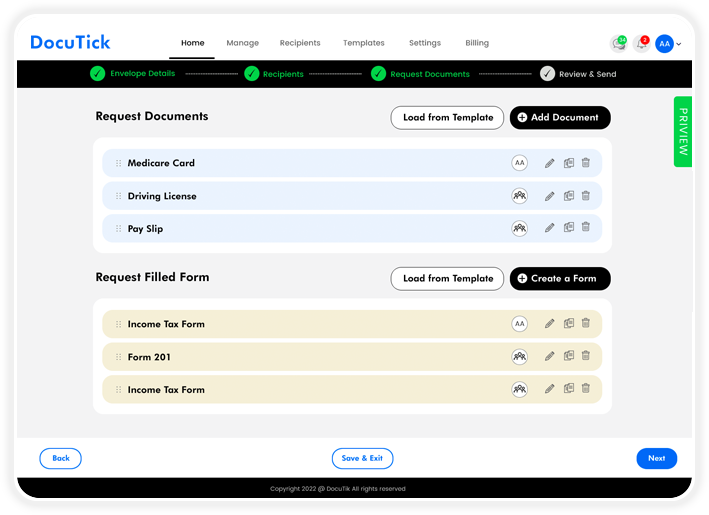 DocuTick
Home Manage Recipients Templates Settings Billing
34 2 AA
Envelope Details Recipients Request Documents Review & Send
PRIVIEW
Request Documents Load from Template Add Document
Medicare Card AA
Driving License
Pay Slip
Request Filled Form Load from Template Create a Form
Income Tax Form AA
Form 201
Income Tax Form
Back Save & Exit Next
Copyright 2022 @ DocuTik All rights reserved